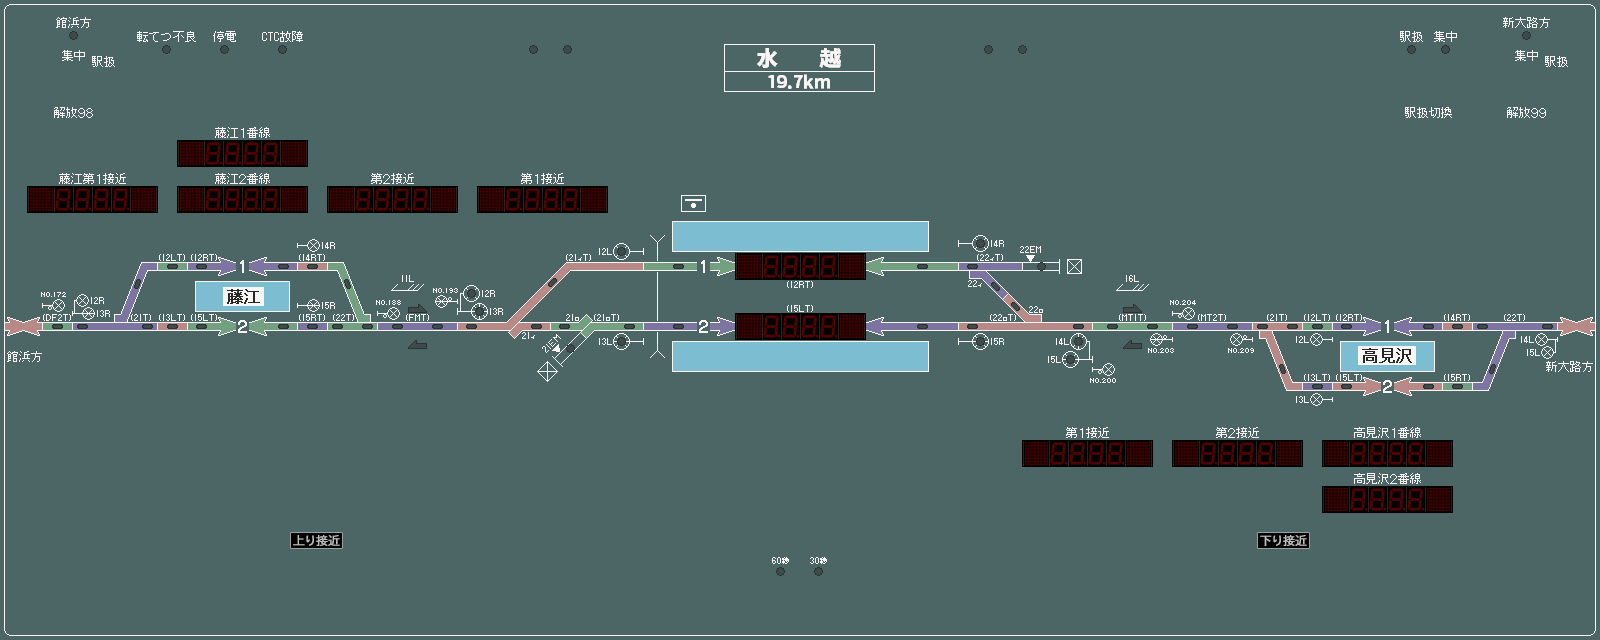 館浜方
集中 駅扱
転てつ不良 停電 CTC故障
水 越
19.7km
駅扱 集中
新大路方
集中 駅扱
解放98
駅扱切換 解放99
藤江1番線
藤江第1接近 藤江2番線 第2接近 第1接近
14R
(12LT) (12RT) 1 (14RT)
藤江
NO.172 12R 13R
15R
NO.188
(DF2T) (21T) (13LT) (15LT) 2 (15RT) (22T) (FMT)
館浜方
11L
NO.193 12R 13R
12L
(21ィT)
1
(12RT)
14R
(22ィT)
22EM
22ィ
22ロ
21ロ (21ロT)
21ィ
21EM
13L
2
(15LT)
(22ロT)
15R
14L
15L
NO.200
16L
(MT1T)
NO.204
(MT2T)
NO.203
NO.209
(21T) (12LT) (12RT) 1 (14RT) (22T)
12L
高見沢
14L
15L
新大路方
(13LT) (15LT) 2 (15RT)
13L
第1接近 第2接近 高見沢1番線
高見沢2番線
上り接近
下り接近
60秒 30秒